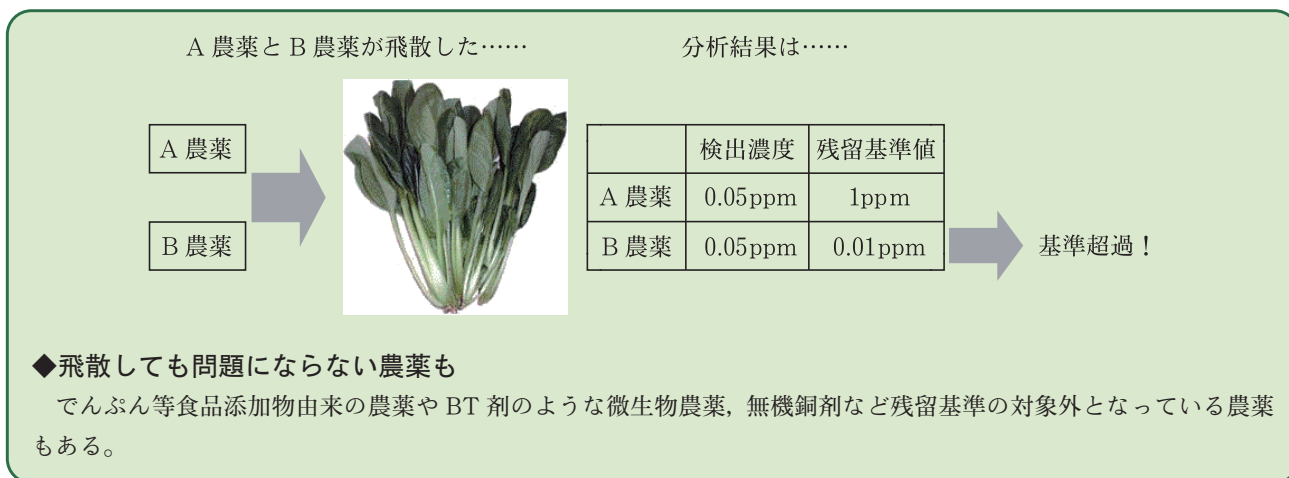 A 農薬と B 農薬が飛散した……
分析結果は……
A 農薬
B 農薬
検出濃度 残留基準値
A 農薬 0.05ppm 1ppm
B 農薬 0.05ppm 0.01ppm
基準超過！
◆飛散しても問題にならない農薬も
でんぷん等食品添加物由来の農薬や BT 剤のような微生物農薬，無機銅剤など残留基準の対象外となっている農薬
もある。